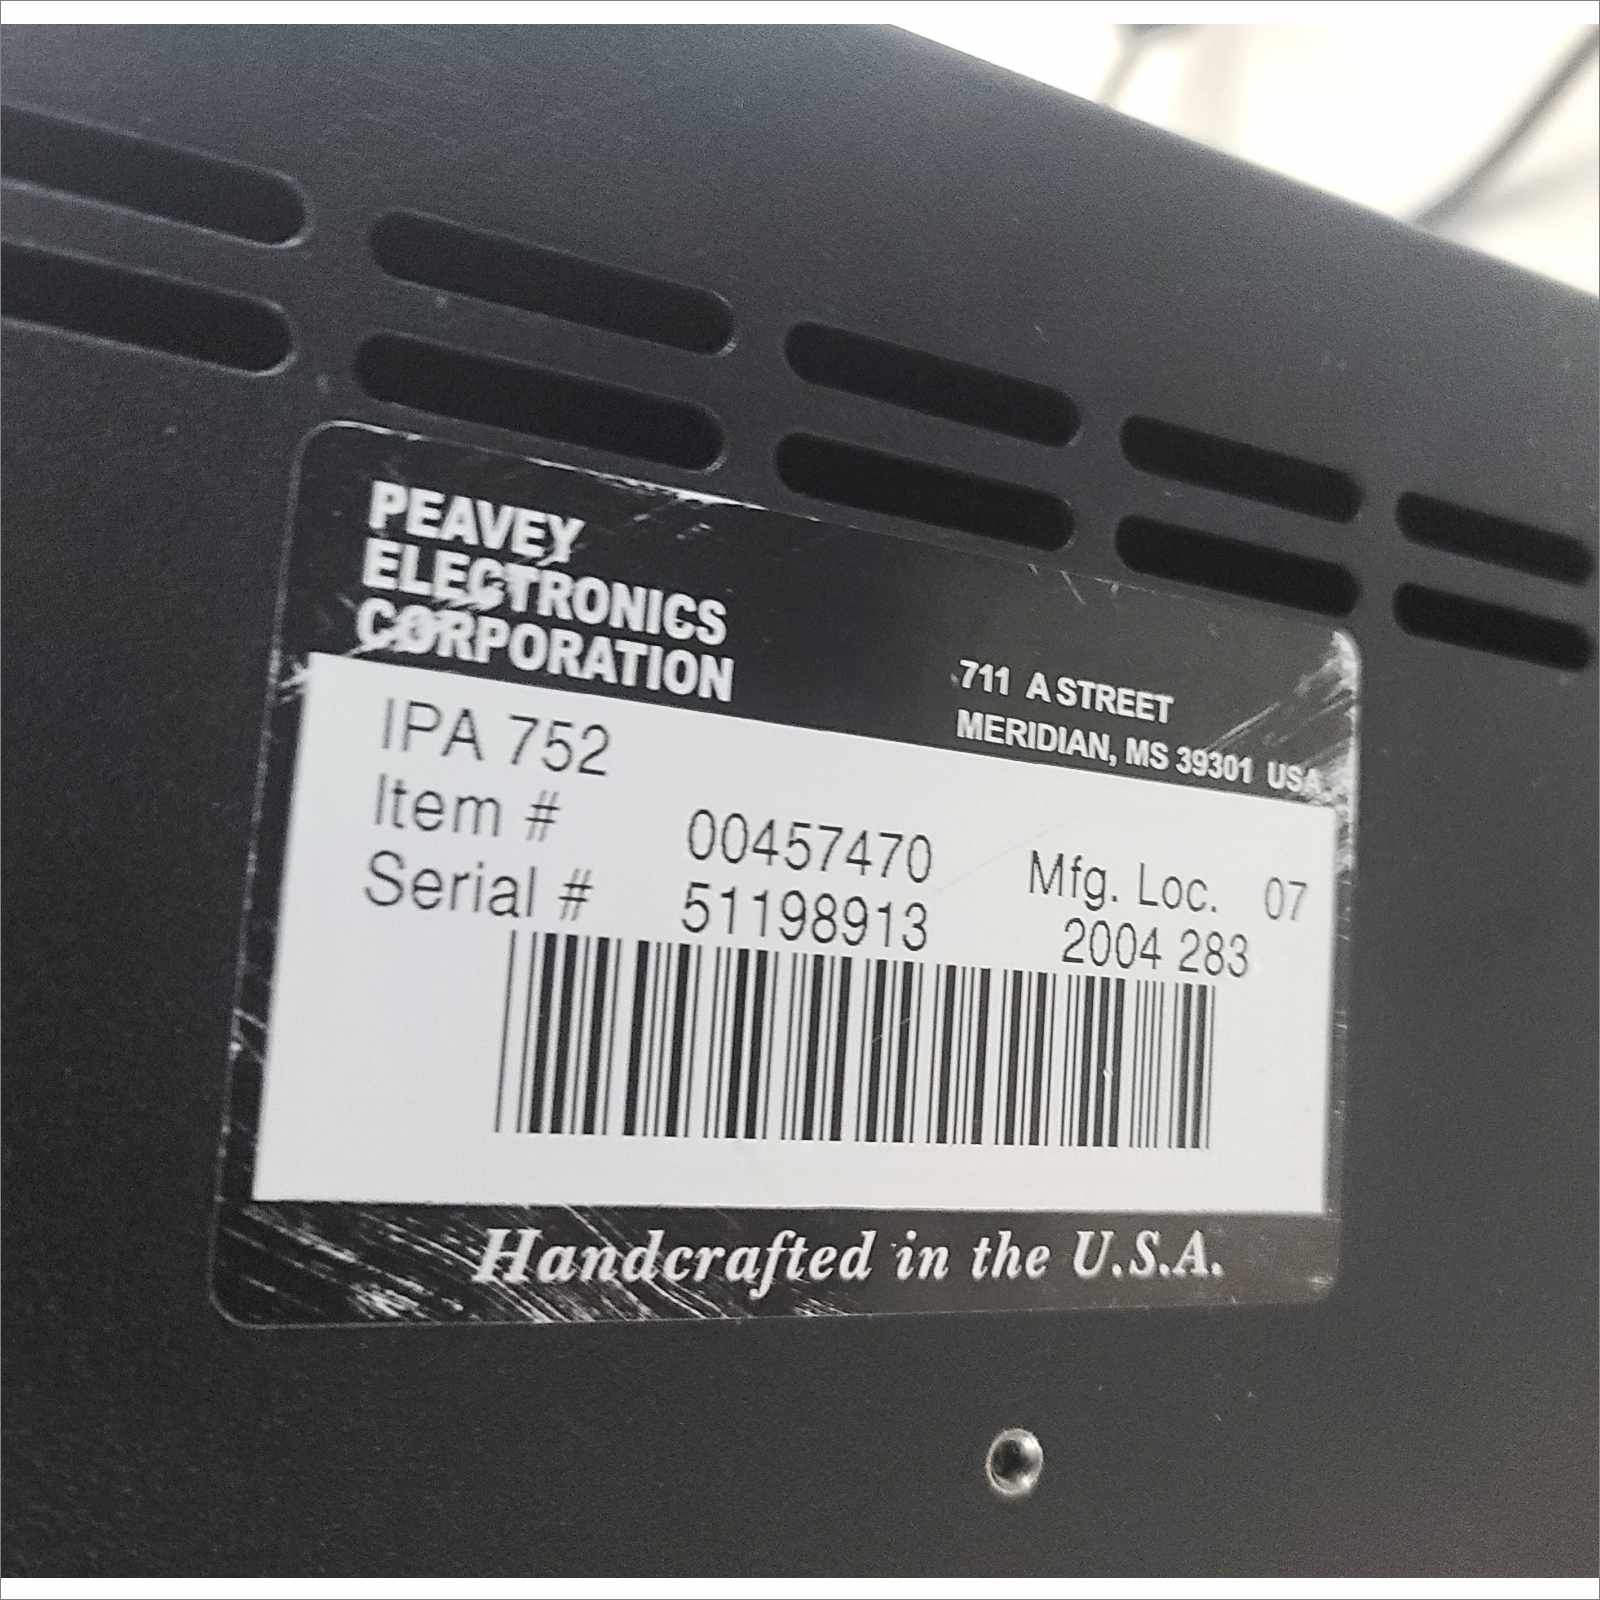 PEAVEY
ELECTRONICS
CORPORATION
711 A STREET
MERIDIAN, MS 39301 USA
IPA 752
Item # 00457470 Mfg. Loc. 07
Serial # 51198913 2004 283
Handcrafted in the U.S.A.